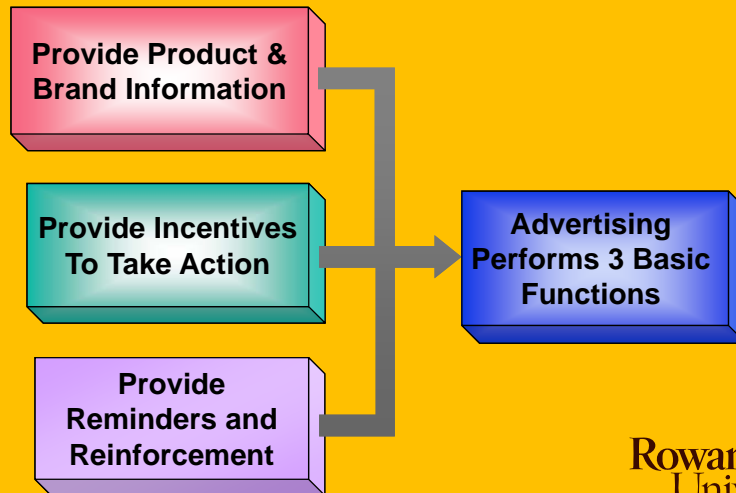 Provide Product &
Brand Information
Provide Incentives
To Take Action
Provide
Reminders and
Reinforcement
Advertising
Performs 3 Basic
Functions
Rowan
Univ